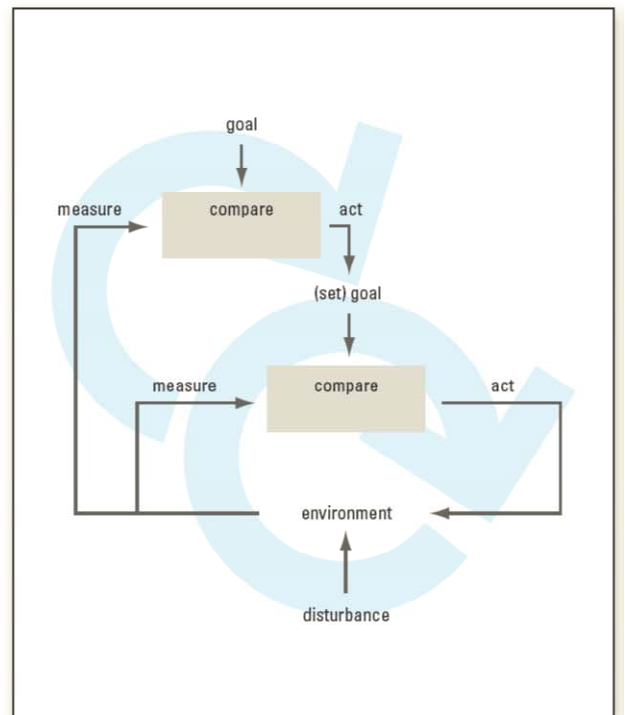 goal
measure
compare
act
(set) goal
measure
compare
act
environment
disturbance